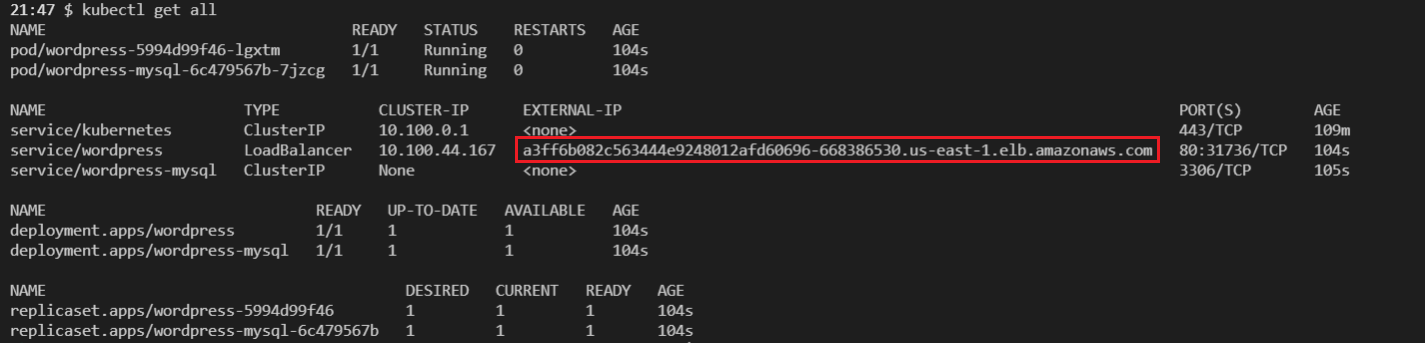 21:47 $ kubectl get all
NAME READY STATUS RESTARTS AGE
pod/wordpress-5994d99f46-lgxtm 1/1 Running 0 104s
pod/wordpress-mysql-6c479567b-7jzcg 1/1 Running 0 104s
NAME TYPE CLUSTER-IP EXTERNAL-IP PORT(S) AGE
service/kubernetes ClusterIP 10.100.0.1 <none> 443/TCP 109m
service/wordpress LoadBalancer 10.100.44.167 a3ff6b082c563444e9248012afd60696-668386530.us-east-1.elb.amazonaws.com 80:31736/TCP 104s
service/wordpress-mysql ClusterIP None <none> 3306/TCP 105s
NAME READY UP-TO-DATE AVAILABLE AGE
deployment.apps/wordpress 1/1 1 1 104s
deployment.apps/wordpress-mysql 1/1 1 1 104s
NAME DESIRED CURRENT READY AGE
replicaset.apps/wordpress-5994d99f46 1 1 1 104s
replicaset.apps/wordpress-mysql-6c479567b 1 1 1 104s